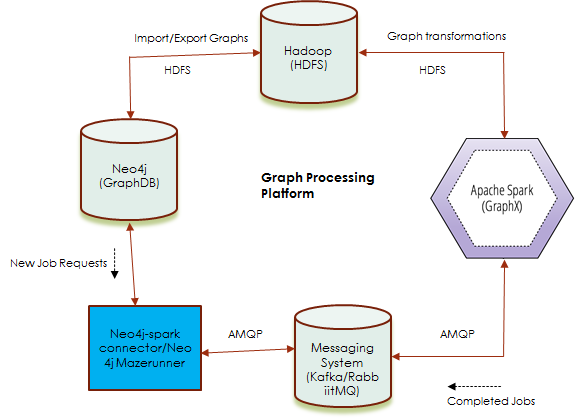 Import/Export Graphs
Hadoop
(HDFS)
Graph transformations
HDFS
HDFS
Neo4j
(GraphDB)
Graph Processing
Platform
Apache Spark
(GraphX)
New Job Requests
Neo4j-spark
connector/Neo
4j Mazerunner
AMQP
Messaging
System
(Kafka/Rabb
iitMQ)
AMQP
Completed Jobs